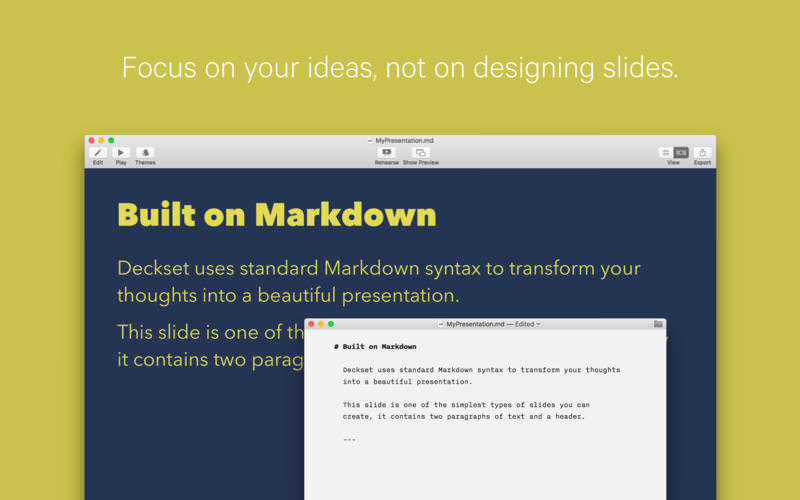 Focus on your ideas, not on designing slides.
MyPresentation.md
Edit Play Themes Rehearse Show Preview View Export
Built on Markdown
Deckset uses standard Markdown syntax to transform your
thoughts into a beautiful presentation.
This slide is one of th
it contains two parag
MyPresentation.md — Edited
# Built on Markdown
Deckset uses standard Markdown syntax to transform your thoughts
into a beautiful presentation.
This slide is one of the simplest types of slides you can
create, it contains two paragraphs of text and a header.
---